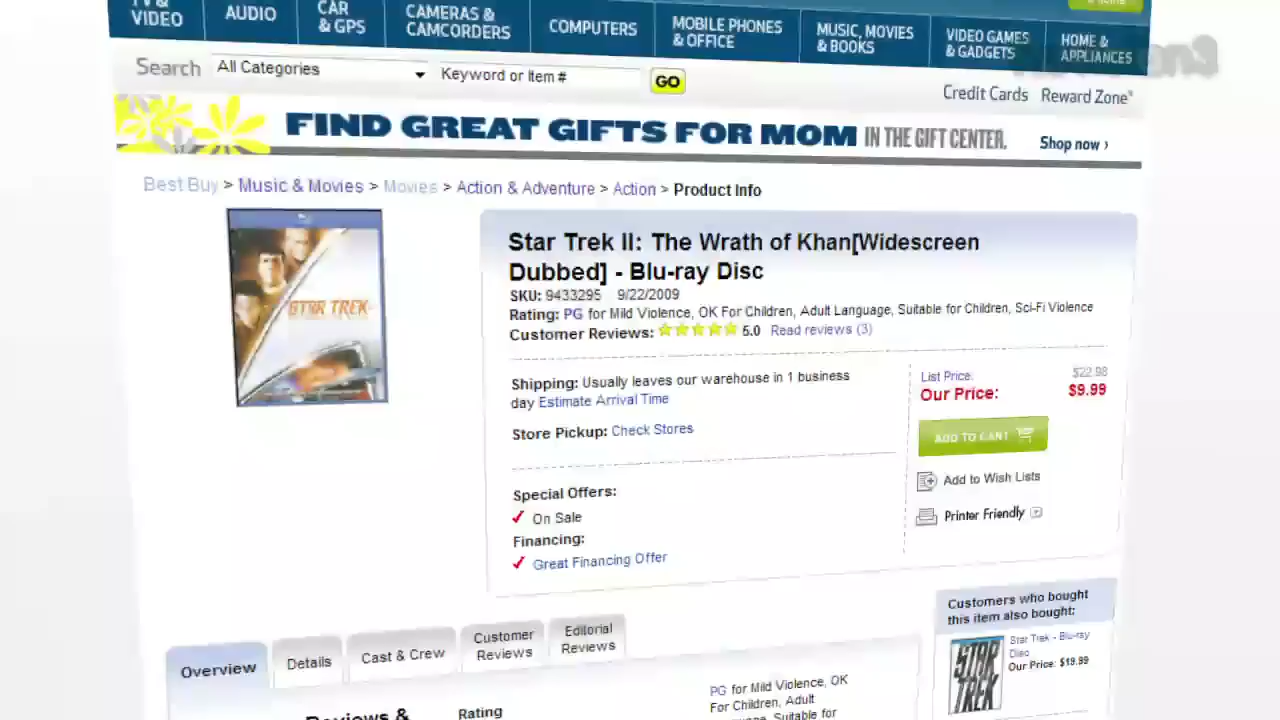 TV &
VIDEO
AUDIO
CAR
& GPS
CAMERAS &
CAMCORDERS
COMPUTERS
MOBILE PHONES
& OFFICE
MUSIC, MOVIES
& BOOKS
VIDEO GAMES
& GADGETS
HOME &
APPLIANCES
Search All Categories Keyword or Item # GO
Credit Cards Reward Zone®
FIND GREAT GIFTS FOR MOM IN THE GIFT CENTER. Shop now ›
Best Buy > Music & Movies > Movies > Action & Adventure > Action > Product Info
STAR TREK
Star Trek II: The Wrath of Khan[Widescreen
Dubbed] - Blu-ray Disc
SKU: 9433295 9/22/2009
Rating: PG for Mild Violence, OK For Children, Adult Language, Suitable for Children, Sci-Fi Violence
Customer Reviews: 5.0 Read reviews (3)
Shipping: Usually leaves our warehouse in 1 business
day Estimate Arrival Time
Store Pickup: Check Stores
Special Offers:
On Sale
Financing:
Great Financing Offer
List Price: $22.98
Our Price: $9.99
ADD TO CART
Add to Wish Lists
Printer Friendly
Customers who bought
this item also bought:
STAR
TREK
Star Trek - Blu-ray
Disc
Our Price: $19.99
Overview
Details
Cast & Crew
Customer
Reviews
Editorial
Reviews
Reviews &
Rating
PG for Mild Violence, OK
For Children, Adult
Language, Suitable for